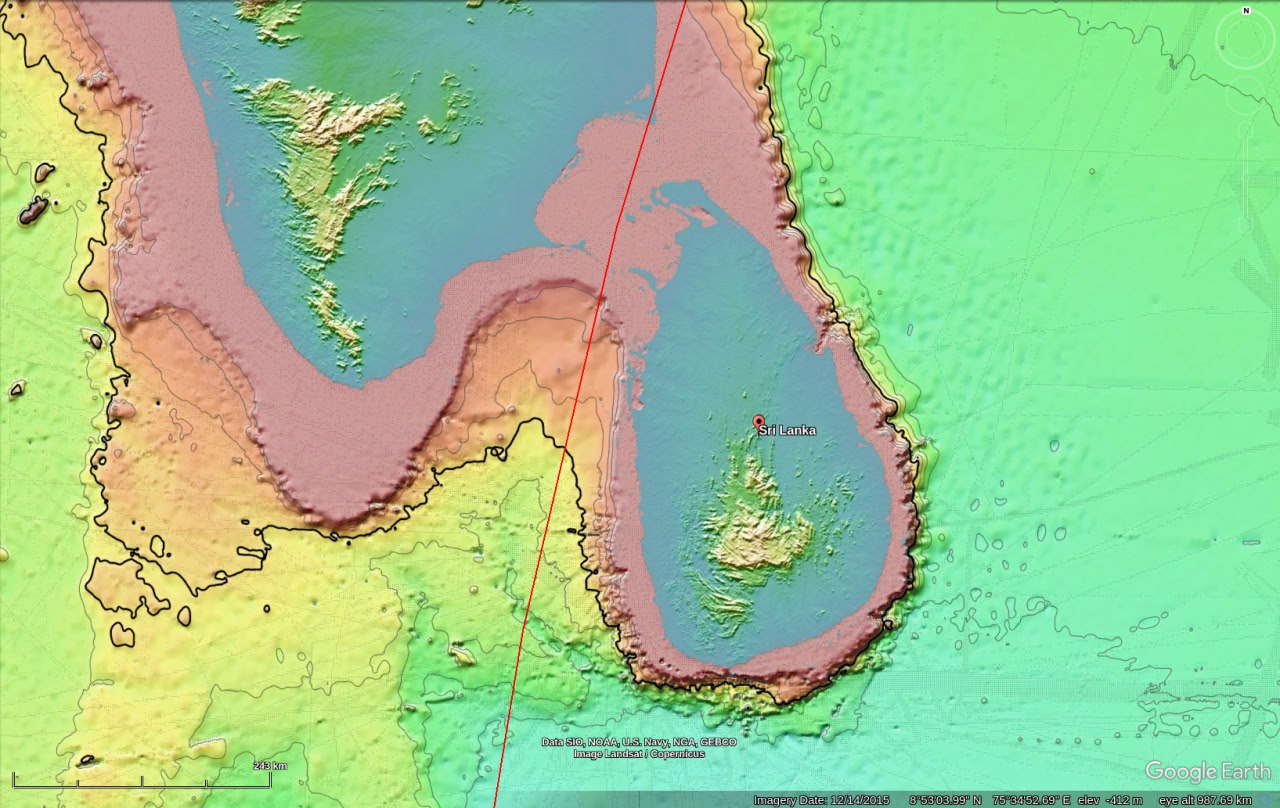 N
Sri Lanka
Data SIO, NOAA, U.S. Navy, NGA, GEBCO
Image Landsat / Copernicus
243 km
Google Earth
Imagery Date: 12/14/2015 8°53'03.99" N 75°34'52.69" E elev -412 m eye alt 987.69 km